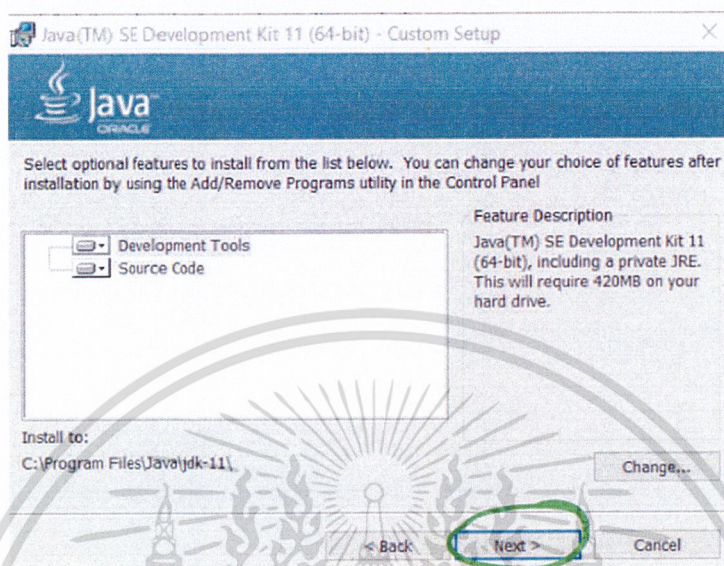 Java(TM) SE Development Kit 11 (64-bit) - Custom Setup
Java
ORACLE
Select optional features to install from the list below. You can change your choice of features after
installation by using the Add/Remove Programs utility in the Control Panel
Development Tools
Source Code
Feature Description
Java(TM) SE Development Kit 11
(64-bit), including a private JRE.
This will require 420MB on your
hard drive.
Install to:
C:\Program Files\Java\jdk-11\
Change...
< Back
Next >
Cancel